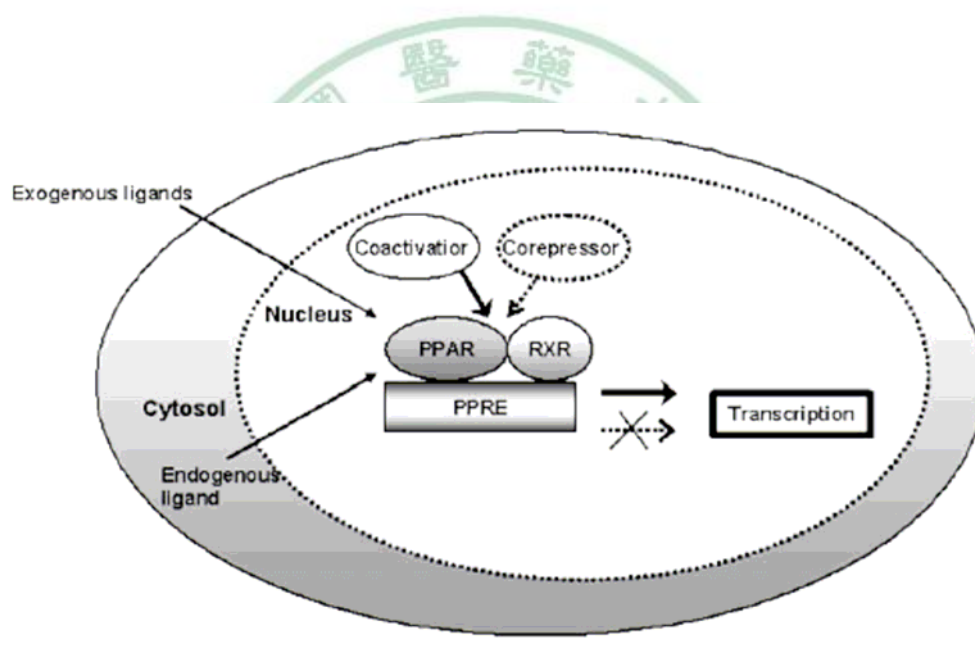 醫藥
Exogenous ligands
Coactivatior
Corepressor
Nucleus
PPAR
RXR
PPRE
Cytosol
Transcription
Endogenous
ligand